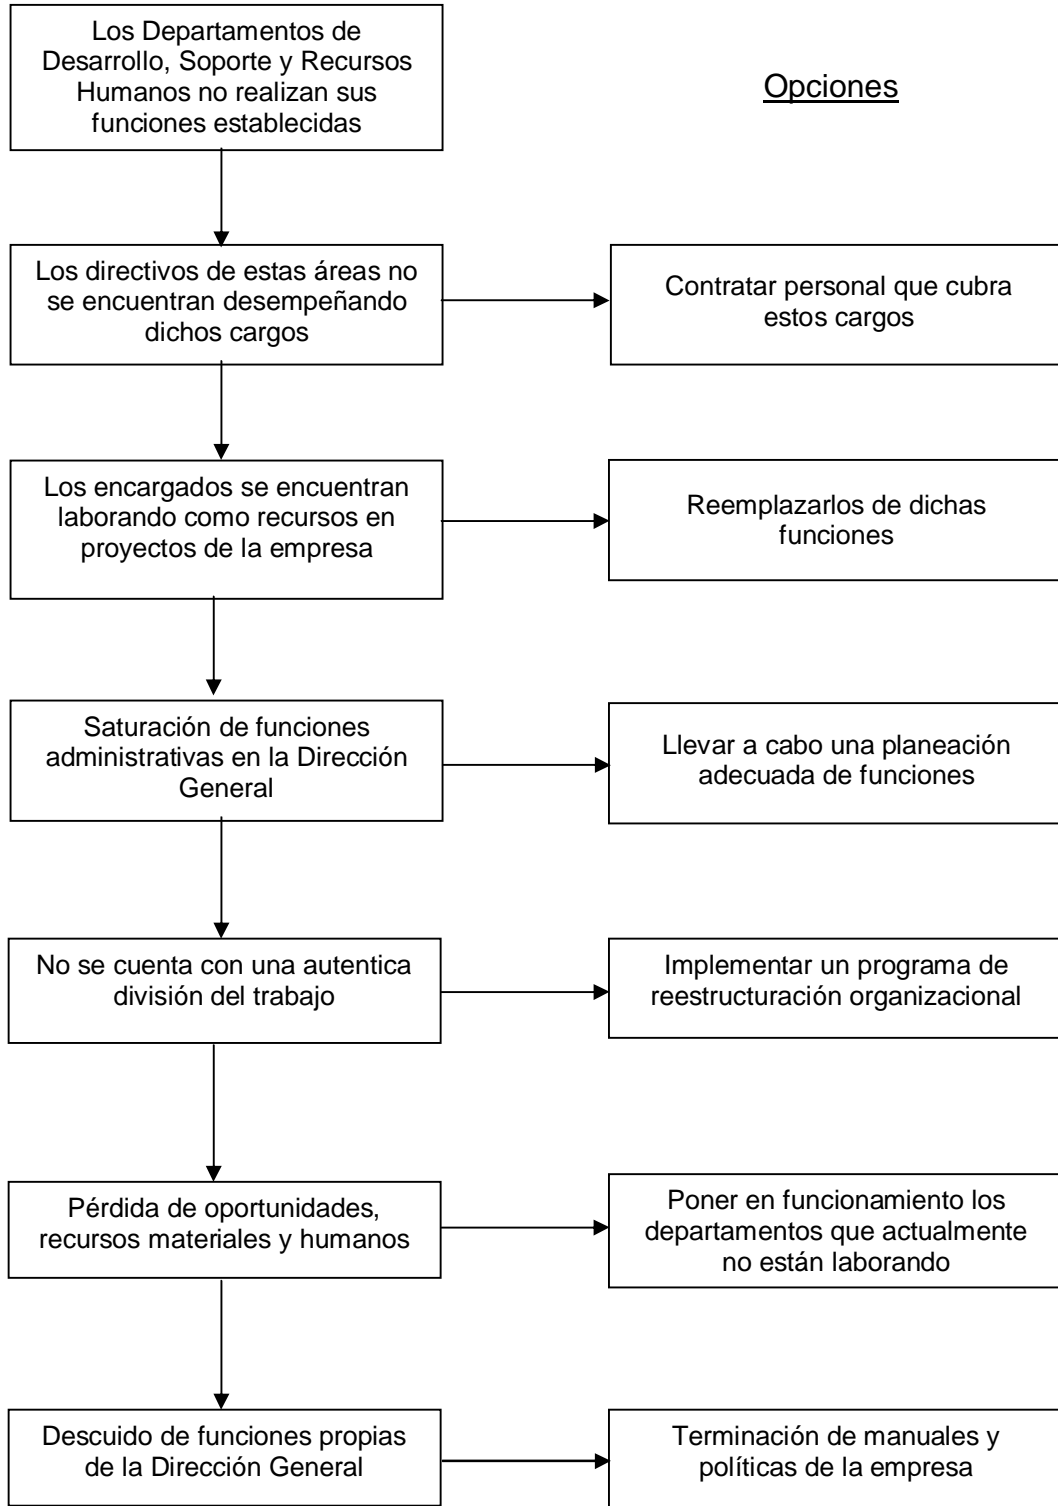 Los Departamentos de
Desarrollo, Soporte y Recursos
Humanos no realizan sus
funciones establecidas
Opciones
Los directivos de estas áreas no
se encuentran desempeñando
dichos cargos
Contratar personal que cubra
estos cargos
Los encargados se encuentran
laborando como recursos en
proyectos de la empresa
Reemplazarlos de dichas
funciones
Saturación de funciones
administrativas en la Dirección
General
Llevar a cabo una planeación
adecuada de funciones
No se cuenta con una autentica
división del trabajo
Implementar un programa de
reestructuración organizacional
Pérdida de oportunidades,
recursos materiales y humanos
Poner en funcionamiento los
departamentos que actualmente
no están laborando
Descuido de funciones propias
de la Dirección General
Terminación de manuales y
políticas de la empresa